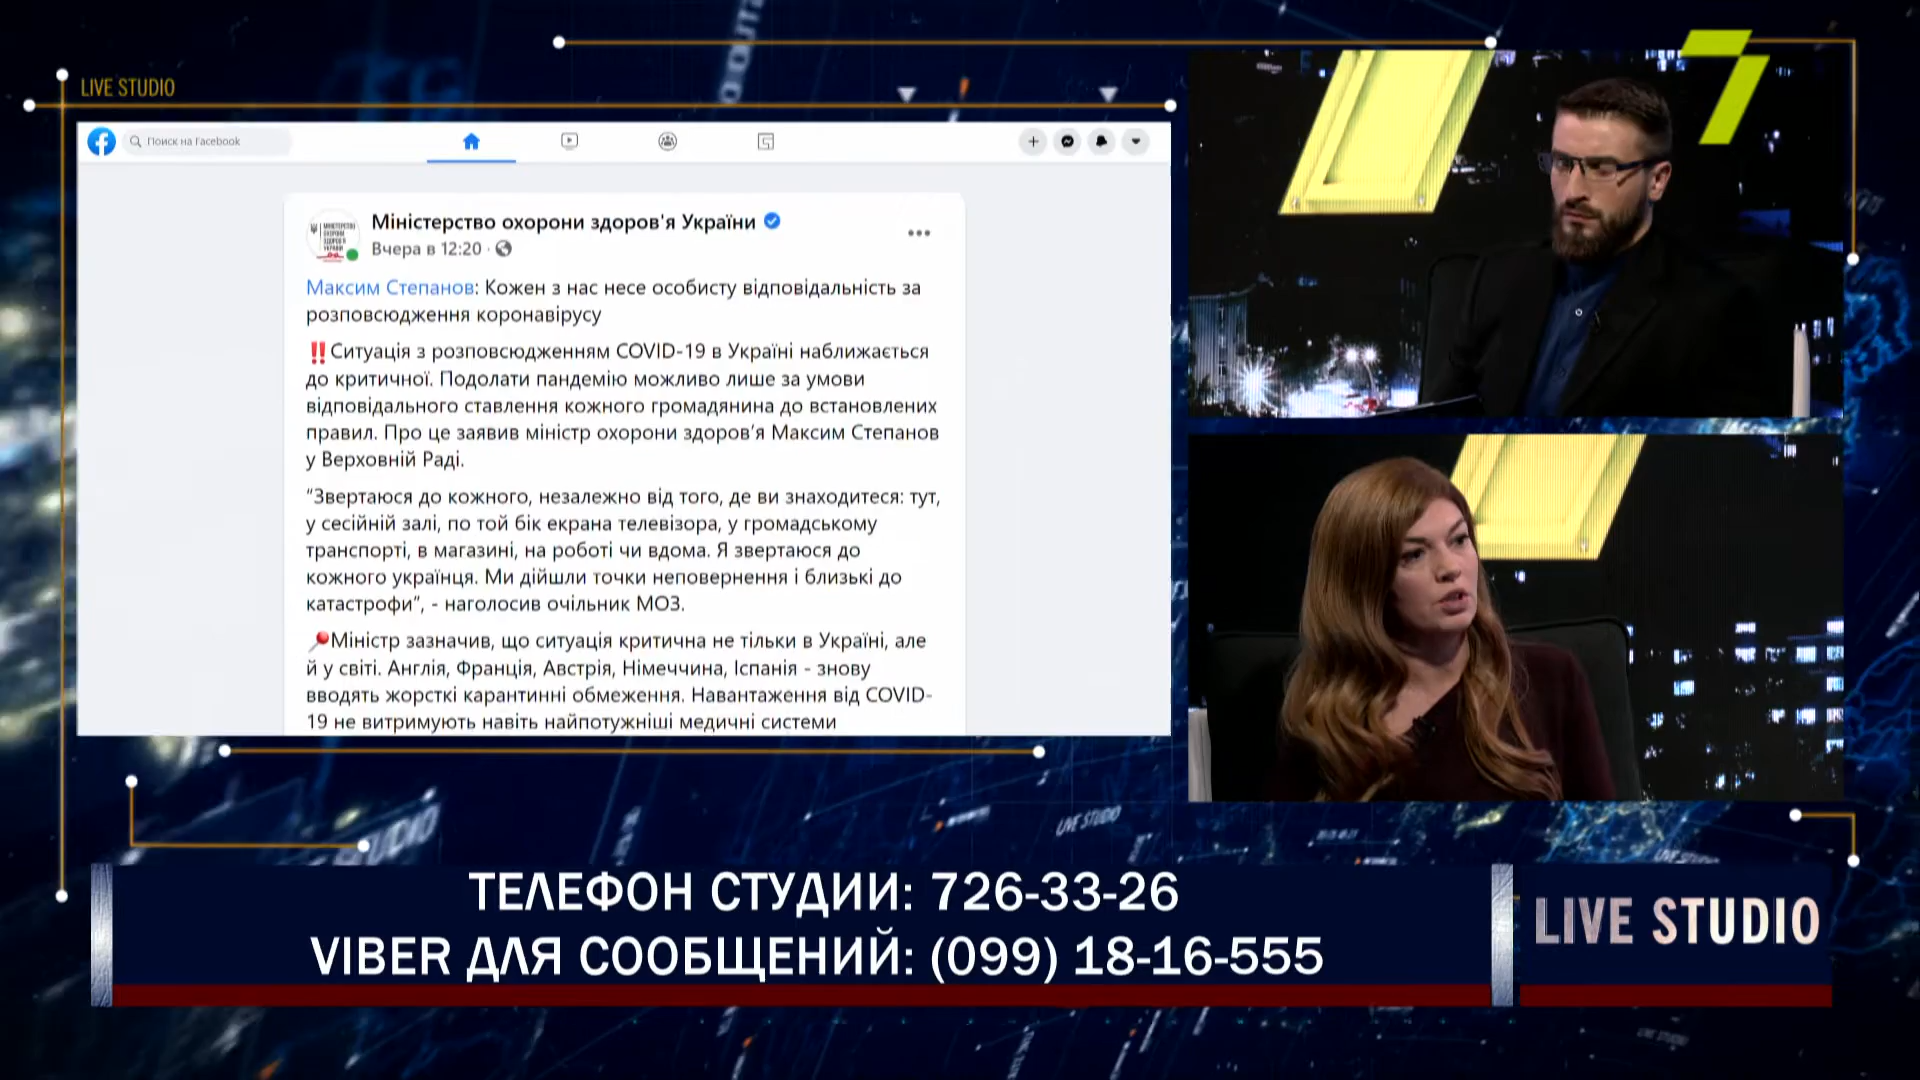 LIVE STUDIO
Поиск на Facebook
Міністерство охорони здоров'я України
Вчера в 12:20 ·
МІНІСТЕРСТВО
ОХОРОНИ
ЗДОРОВ'Я
УКРАЇНИ
Максим Степанов: Кожен з нас несе особисту відповідальність за
розповсюдження коронавірусу
‼Ситуація з розповсюдженням COVID-19 в Україні наближається
до критичної. Подолати пандемію можливо лише за умови
відповідального ставлення кожного громадянина до встановлених
правил. Про це заявив міністр охорони здоров’я Максим Степанов
у Верховній Раді.
“Звертаюся до кожного, незалежно від того, де ви знаходитеся: тут,
у сесійній залі, по той бік екрана телевізора, у громадському
транспорті, в магазині, на роботі чи вдома. Я звертаюся до
кожного українця. Ми дійшли точки неповернення і близькі до
катастрофи”, - наголосив очільник МОЗ.
📍Міністр зазначив, що ситуація критична не тільки в Україні, але
й у світі. Англія, Франція, Австрія, Німеччина, Іспанія - знову
вводять жорсткі карантинні обмеження. Навантаження від COVID-
19 не витримують навіть найпотужніші медичні системи
7
LIVE STUDIO
ТЕЛЕФОН СТУДИИ: 726-33-26
VIBER ДЛЯ СООБЩЕНИЙ: (099) 18-16-555
LIVE STUDIO